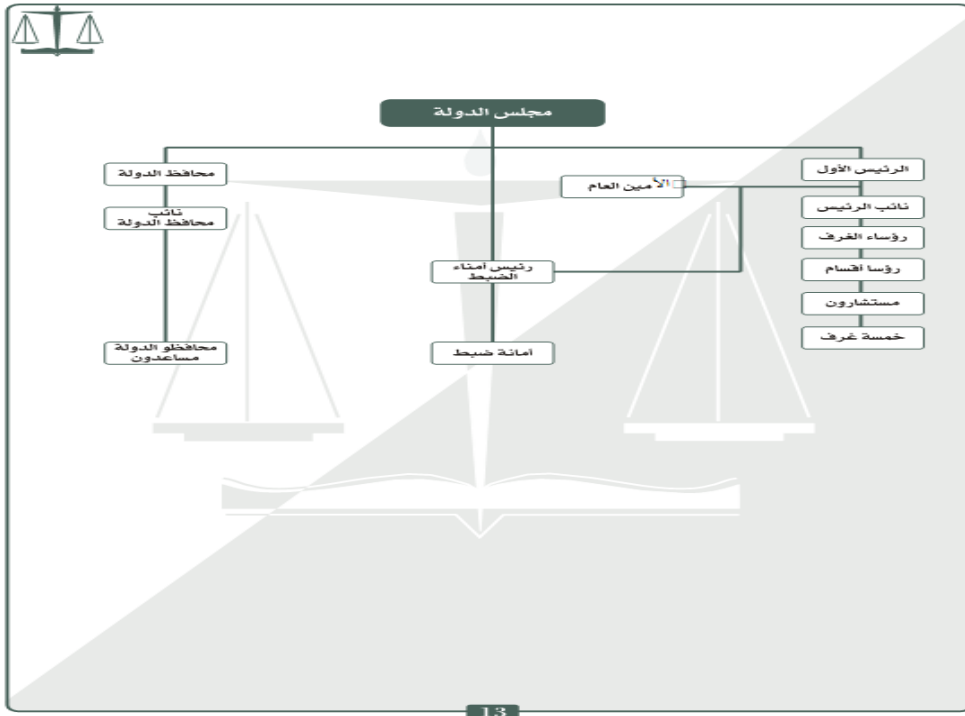 مجلس الدولة
الرئيس الأول
نائب الرئيس
رؤساء الغرف
رؤسا أقسام
مستشارون
خمسة غرف
الأمين العام
رئيس أمناء
الضبط
أمانة ضبط
محافظ الدولة
نائب
محافظ الدولة
محافظو الدولة
مساعدون
13